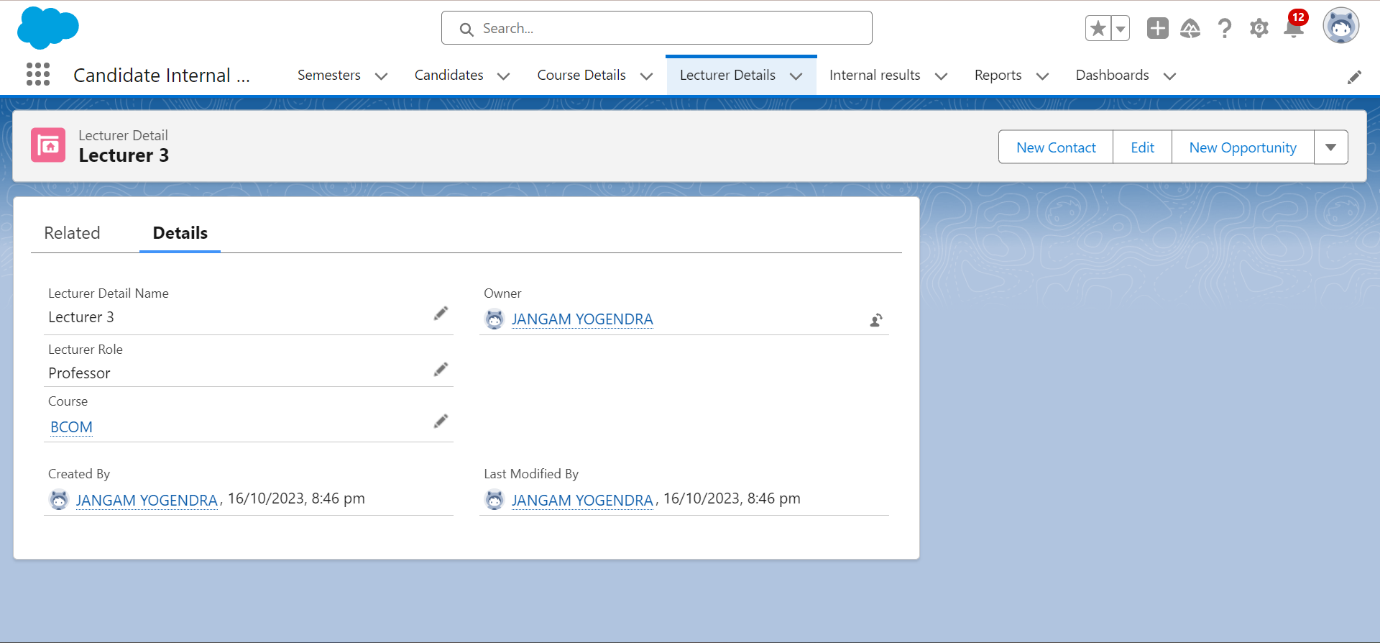 Search...
12
Candidate Internal ...
Semesters
Candidates
Course Details
Lecturer Details
Internal results
Reports
Dashboards
Lecturer Detail
Lecturer 3
New Contact
Edit
New Opportunity
Related
Details
Lecturer Detail Name
Lecturer 3
Owner
JANGAM YOGENDRA
Lecturer Role
Professor
Course
BCOM
Created By
JANGAM YOGENDRA, 16/10/2023, 8:46 pm
Last Modified By
JANGAM YOGENDRA, 16/10/2023, 8:46 pm